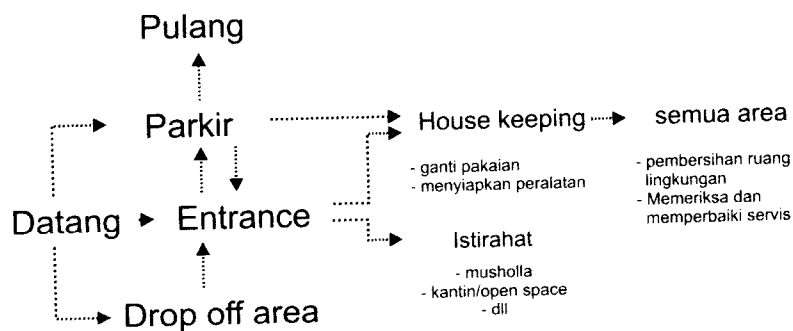 Pulang
Parkir
House keeping
semua area
- ganti pakaian
- menyiapkan peralatan
- pembersihan ruang
lingkungan
- Memeriksa dan
memperbaiki servis
Datang
Entrance
Istirahat
- musholla
- kantin/open space
- dll
Drop off area